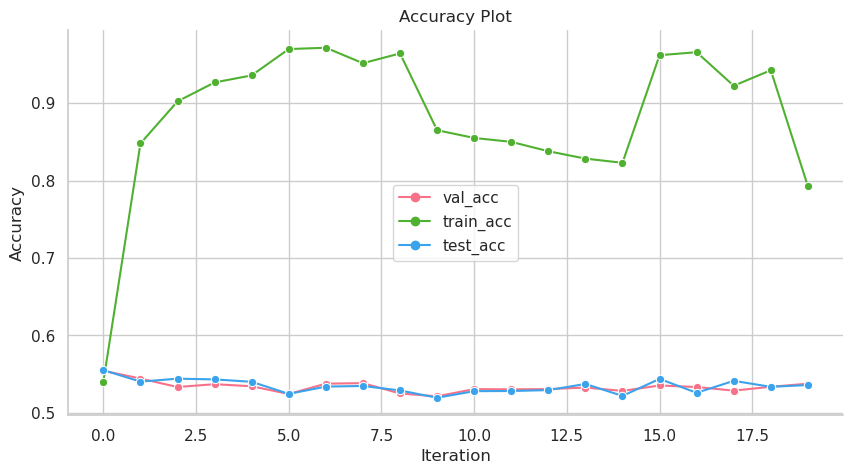 Accuracy Plot
Accuracy
0.9
0.8
0.7
0.6
0.5
val_acc
train_acc
test_acc
0.0 2.5 5.0 7.5 10.0 12.5 15.0 17.5
Iteration